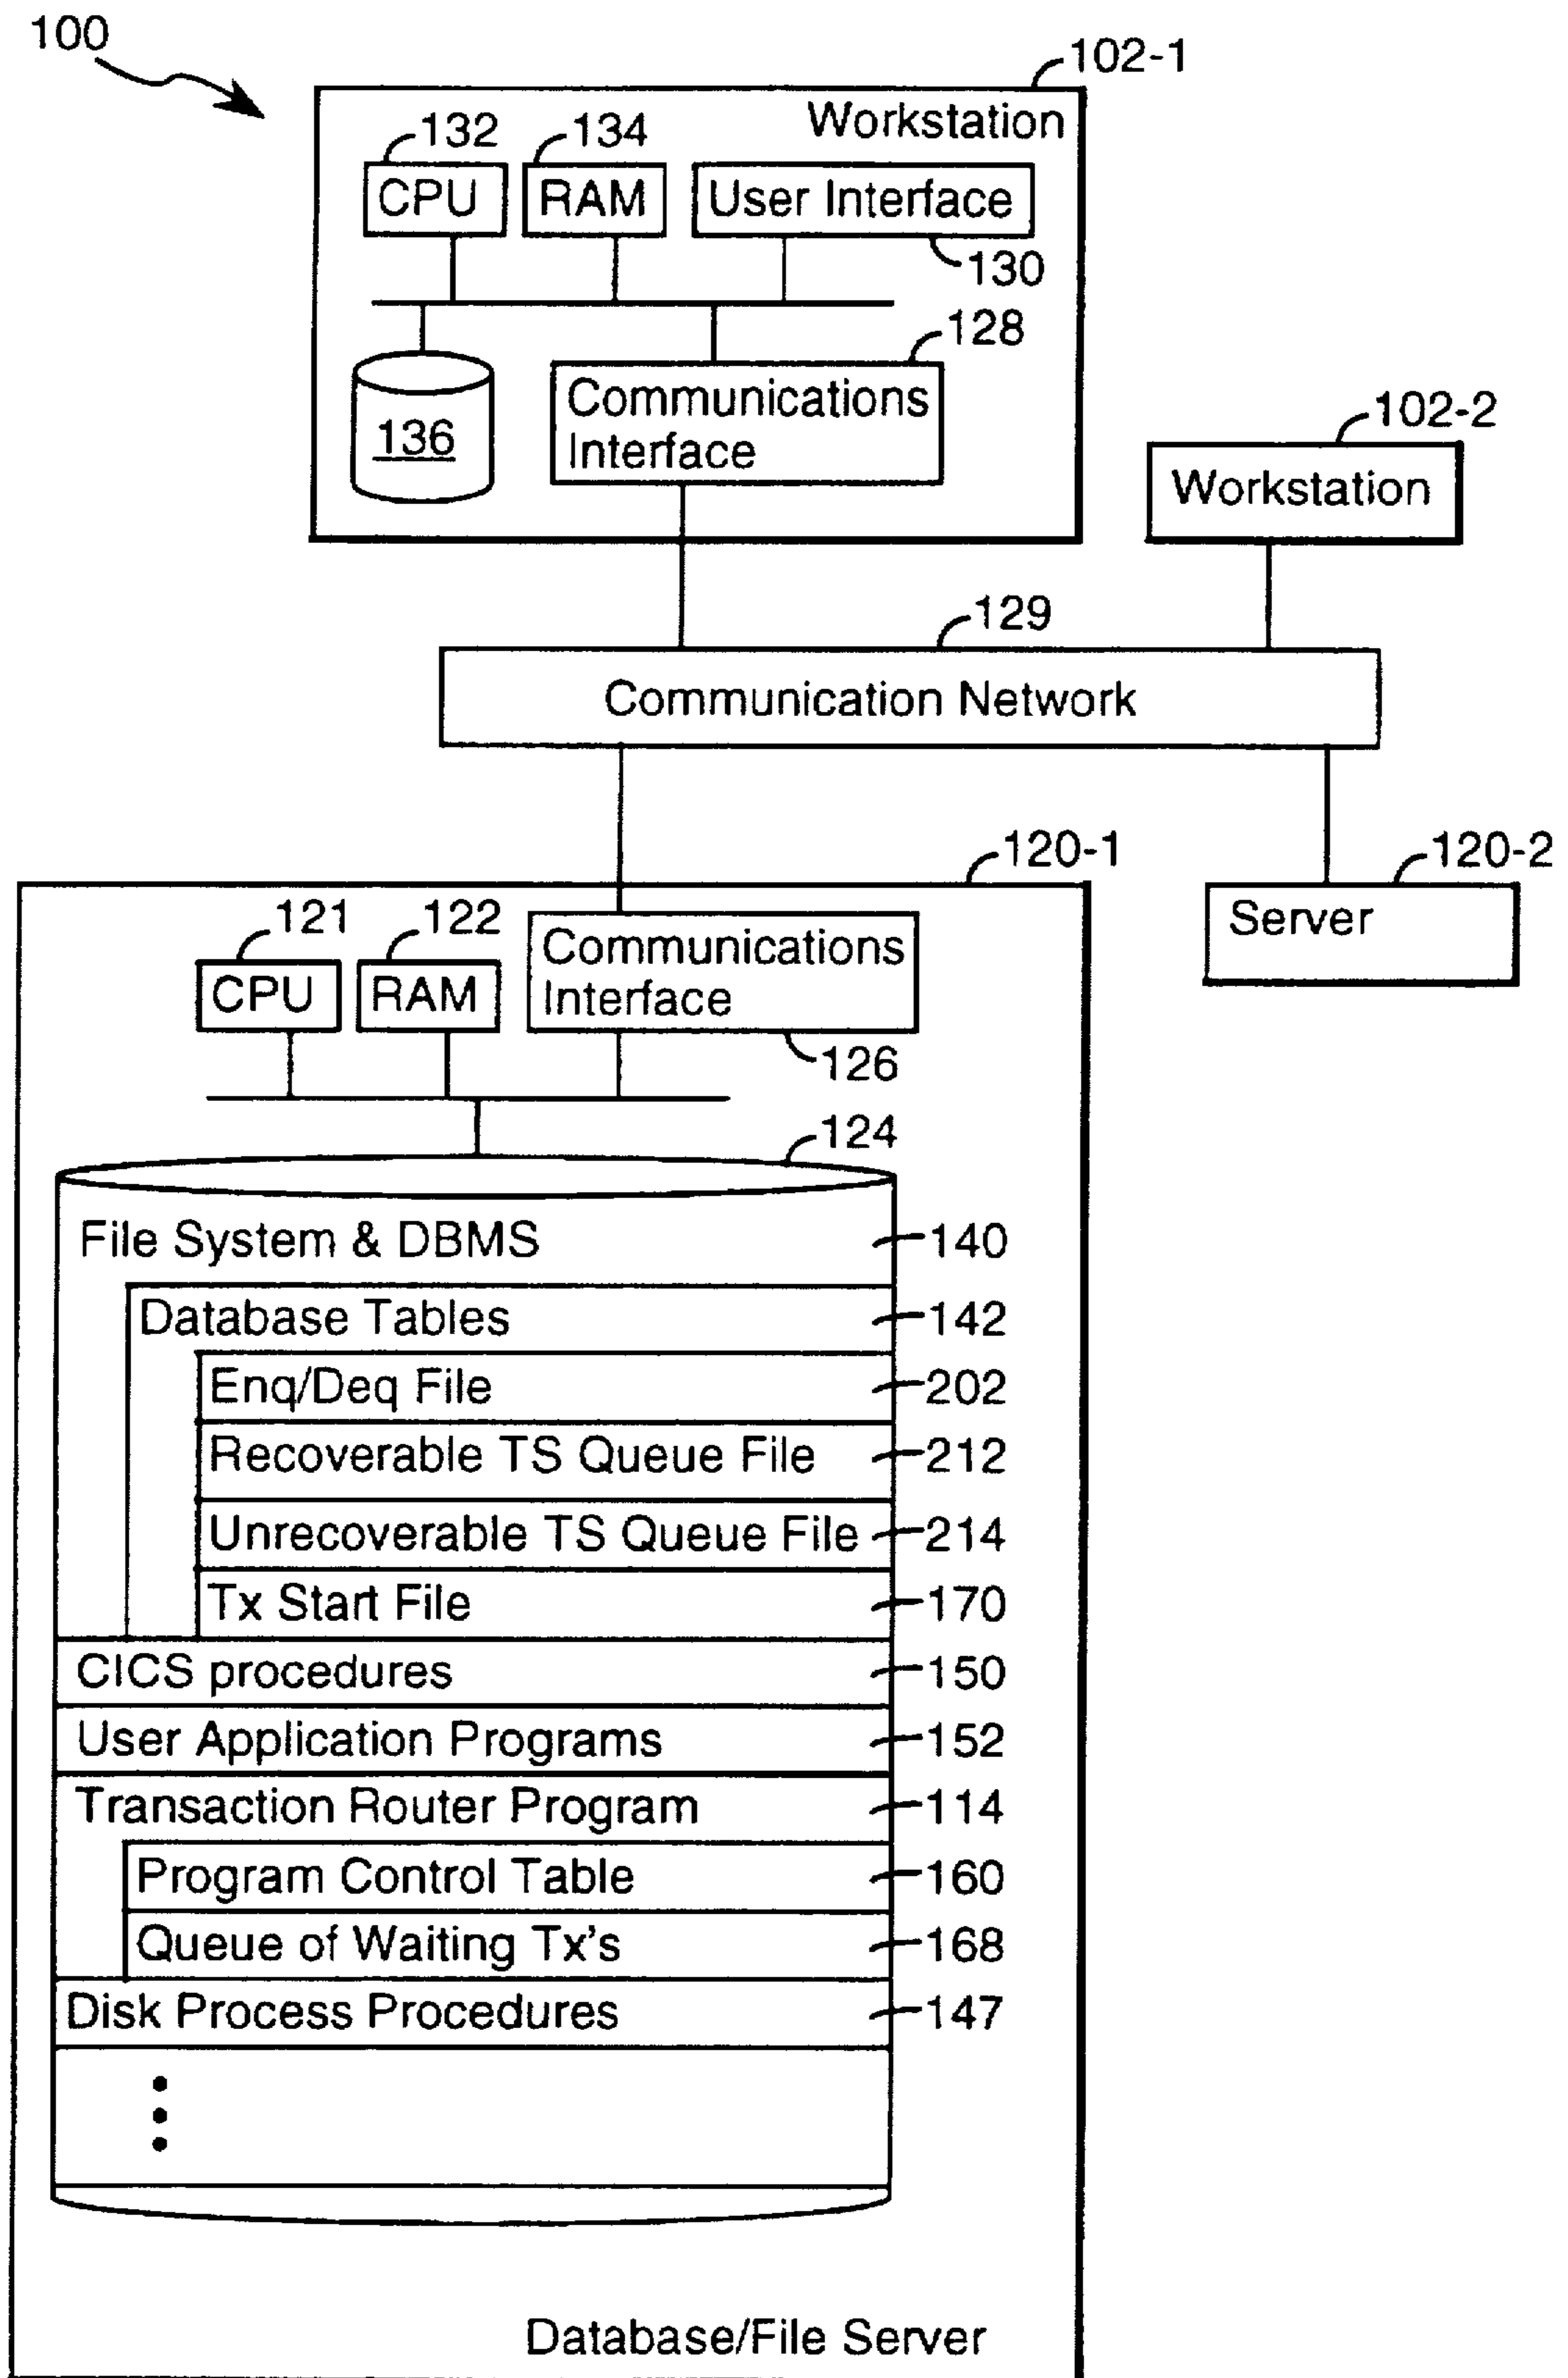 100
102-1
Workstation
132
134
CPU
RAM
User Interface
130
128
136
Communications
Interface
102-2
Workstation
129
Communication Network
120-1
120-2
Server
121
122
CPU
RAM
Communications
Interface
126
124
File System & DBMS 140
Database Tables 142
Enq/Deq File 202
Recoverable TS Queue File 212
Unrecoverable TS Queue File 214
Tx Start File 170
CICS procedures 150
User Application Programs 152
Transaction Router Program 114
Program Control Table 160
Queue of Waiting Tx's 168
Disk Process Procedures 147
Database/File Server